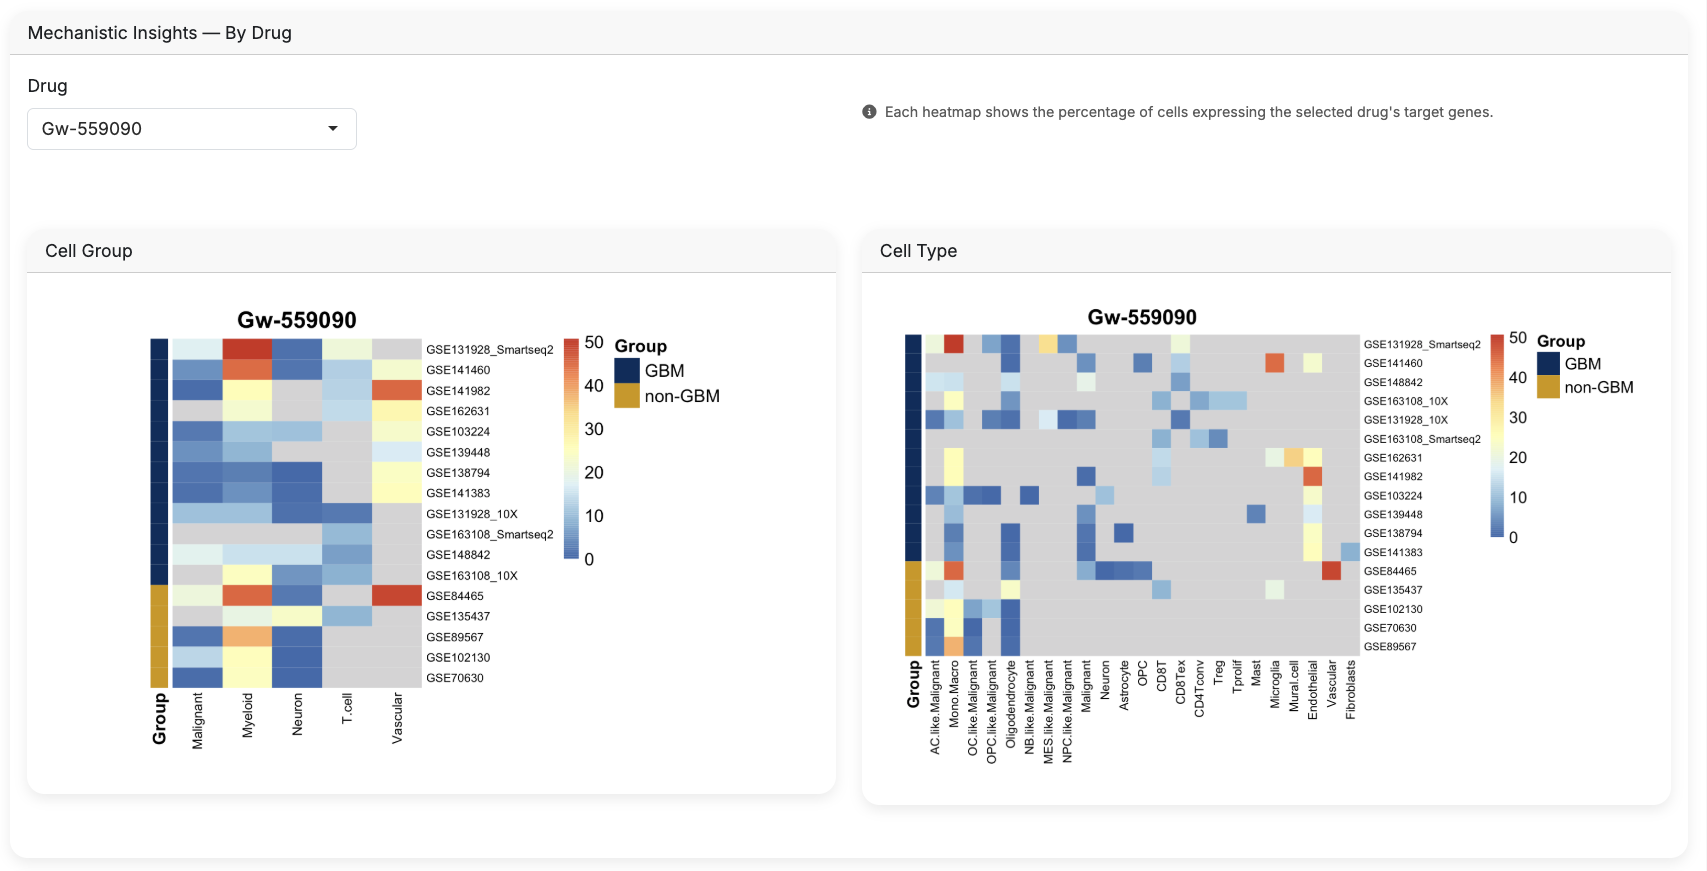 Mechanistic Insights — By Drug
Drug
Gw-559090
Each heatmap shows the percentage of cells expressing the selected drug's target genes.
Cell Group
Gw-559090
GSE131928_Smartseq2
GSE141460
GSE141982
GSE162631
GSE103224
GSE139448
GSE138794
GSE141383
GSE131928_10X
GSE163108_Smartseq2
GSE148842
GSE163108_10X
GSE84465
GSE135437
GSE89567
GSE102130
GSE70630
50
40
30
20
10
0
Group
GBM
non-GBM
Group
Malignant
Myeloid
Neuron
T.cell
Vascular
Cell Type
Gw-559090
GSE131928_Smartseq2
GSE141460
GSE148842
GSE163108_10X
GSE131928_10X
GSE163108_Smartseq2
GSE162631
GSE141982
GSE103224
GSE139448
GSE138794
GSE141383
GSE84465
GSE135437
GSE102130
GSE70630
GSE89567
50
40
30
20
10
0
Group
GBM
non-GBM
Group
AC.like.Malignant
Mono.Macro
OC.like.Malignant
OPC.like.Malignant
Oligodendrocyte
NB.like.Malignant
MES.like.Malignant
NPC.like.Malignant
Malignant
Neuron
Astrocyte
OPC
CD8T
CD8Tex
CD4Tconv
Treg
Tprolif
Mast
Microglia
Mural.cell
Endothelial
Vascular
Fibroblasts